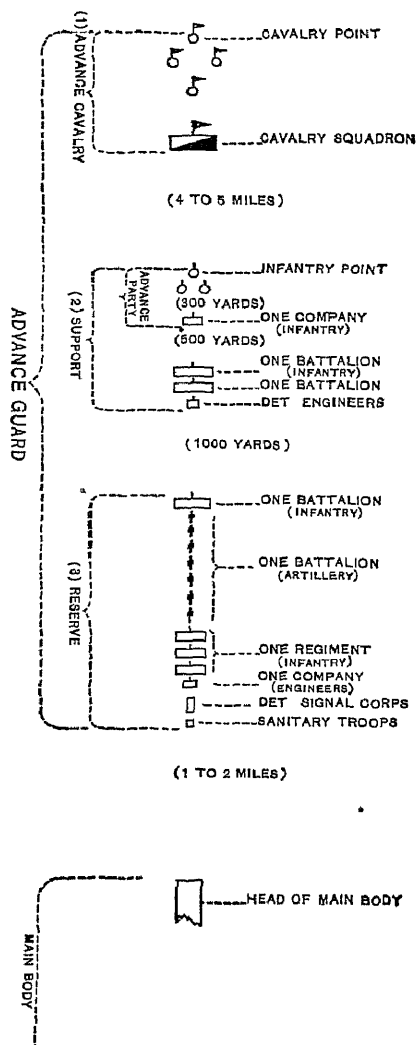 CAVALRY POINT
(1) ADVANCE CAVALRY
CAVALRY SQUADRON
(4 TO 5 MILES)
INFANTRY POINT
ADVANCE
PARTY
(300 YARDS)
ONE COMPANY
(INFANTRY)
(500 YARDS)
(2) SUPPORT
ONE BATTALION
(INFANTRY)
ONE BATTALION
DET ENGINEERS
ADVANCE GUARD
(1000 YARDS)
ONE BATTALION
(INFANTRY)
ONE BATTALION
(ARTILLERY)
(3) RESERVE
ONE REGIMENT
(INFANTRY)
ONE COMPANY
(ENGINEERS)
DET SIGNAL CORPS
SANITARY TROOPS
(1 TO 2 MILES)
HEAD OF MAIN BODY
MAIN BODY